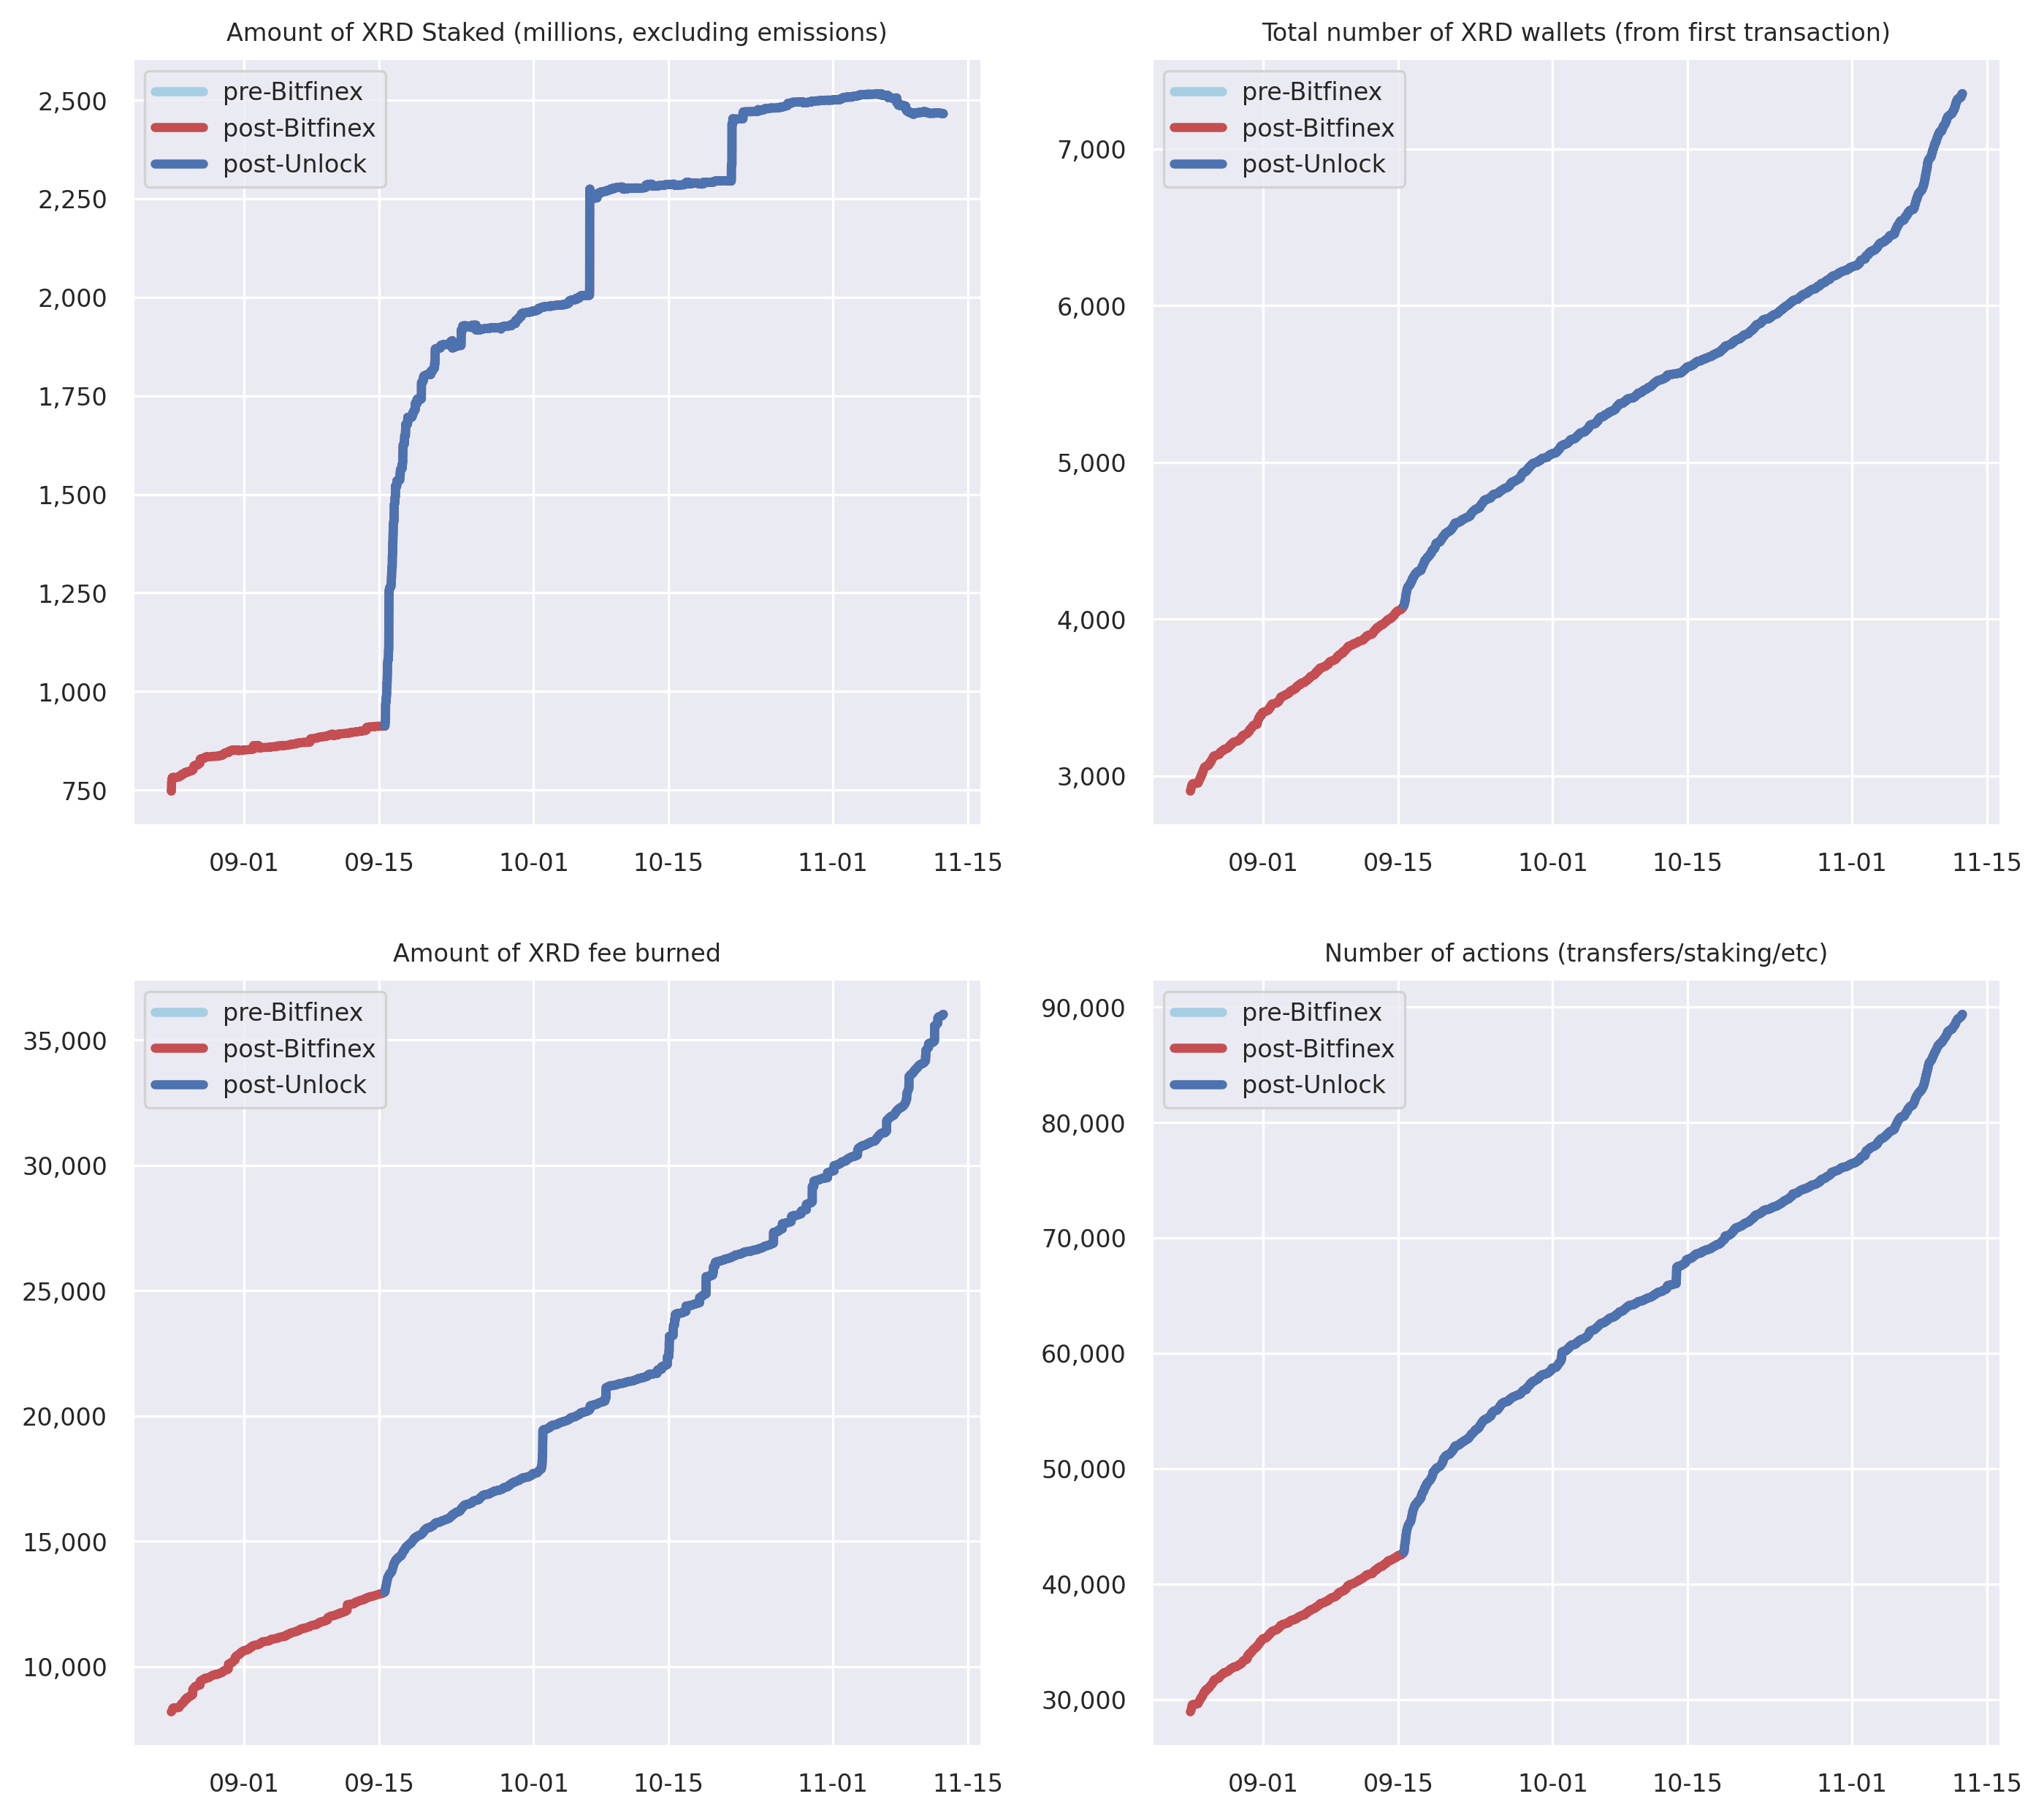 Amount of XRD Staked (millions, excluding emissions)
pre-Bitfinex
post-Bitfinex
post-Unlock
2,500
2,250
2,000
1,750
1,500
1,250
1,000
750
09-01 09-15 10-01 10-15 11-01 11-15
Total number of XRD wallets (from first transaction)
pre-Bitfinex
post-Bitfinex
post-Unlock
7,000
6,000
5,000
4,000
3,000
09-01 09-15 10-01 10-15 11-01 11-15
Amount of XRD fee burned
pre-Bitfinex
post-Bitfinex
post-Unlock
35,000
30,000
25,000
20,000
15,000
10,000
09-01 09-15 10-01 10-15 11-01 11-15
Number of actions (transfers/staking/etc)
pre-Bitfinex
post-Bitfinex
post-Unlock
90,000
80,000
70,000
60,000
50,000
40,000
30,000
09-01 09-15 10-01 10-15 11-01 11-15